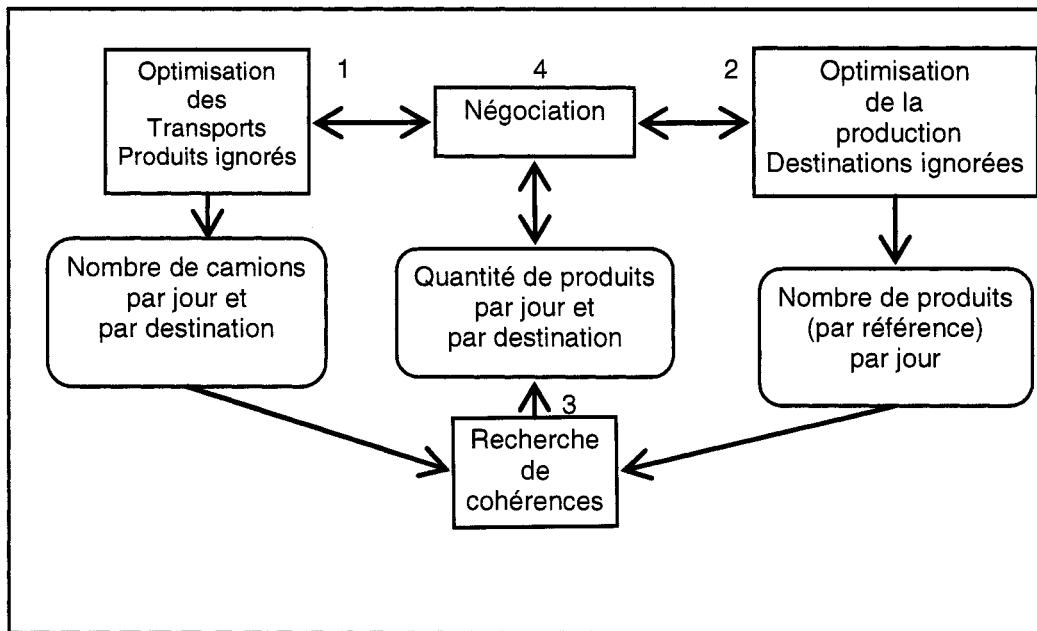 Optimisation
des
Transports
Produits ignorés
1
4
Négociation
2
Optimisation
de la
production
Destinations ignorées
Nombre de camions
par jour et
par destination
Quantité de produits
par jour et
par destination
Nombre de produits
(par référence)
par jour
3
Recherche
de
cohérences